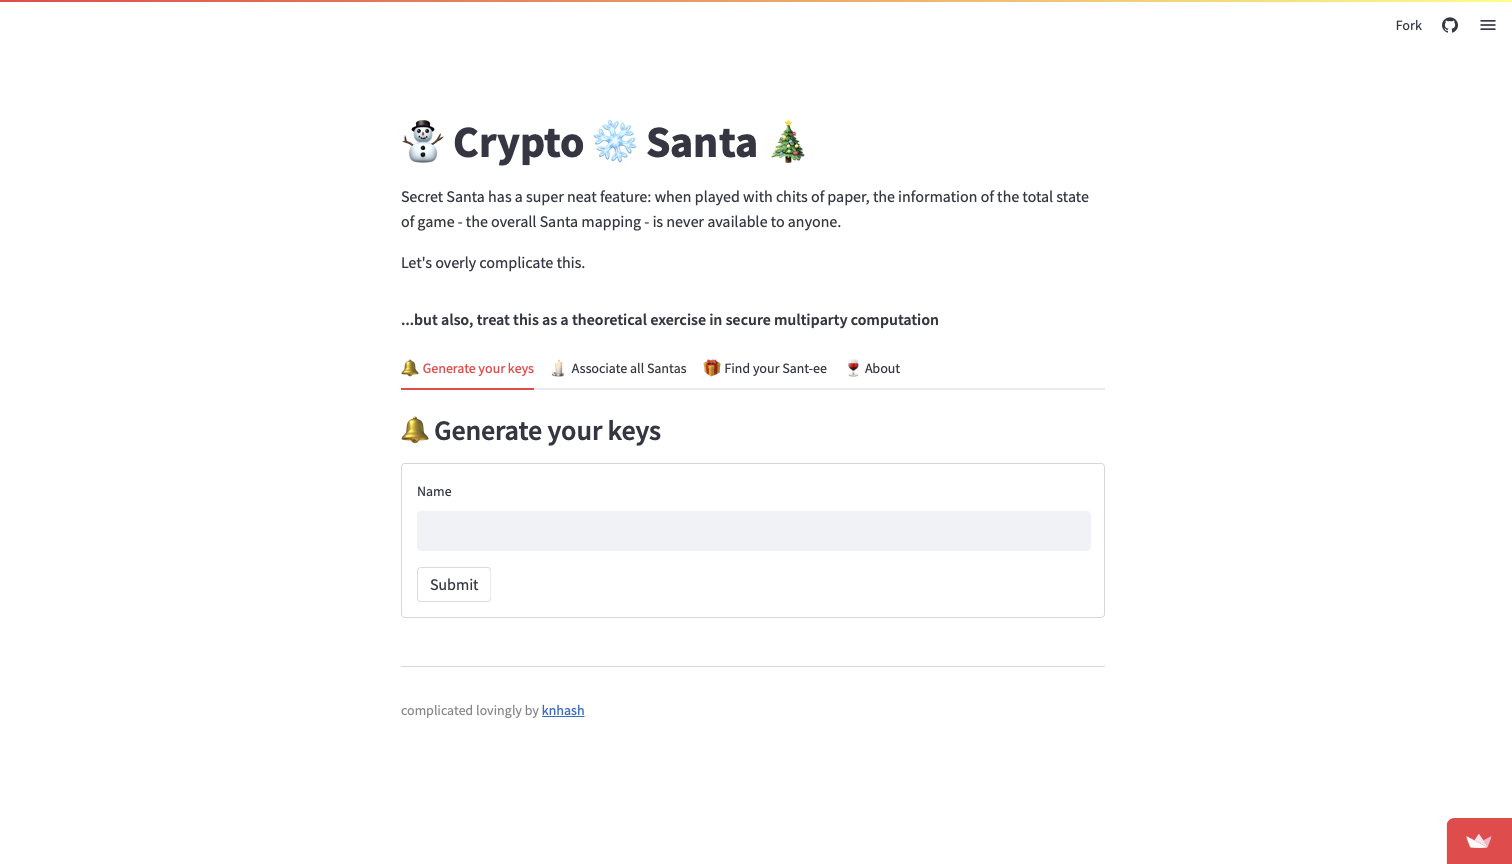 Fork
Crypto Santa
Secret Santa has a super neat feature: when played with chits of paper, the information of the total state
of game - the overall Santa mapping - is never available to anyone.
Let's overly complicate this.
...but also, treat this as a theoretical exercise in secure multiparty computation
Generate your keys Associate all Santas Find your Sant-ee About
Generate your keys
Name
Submit
complicated lovingly by knhash